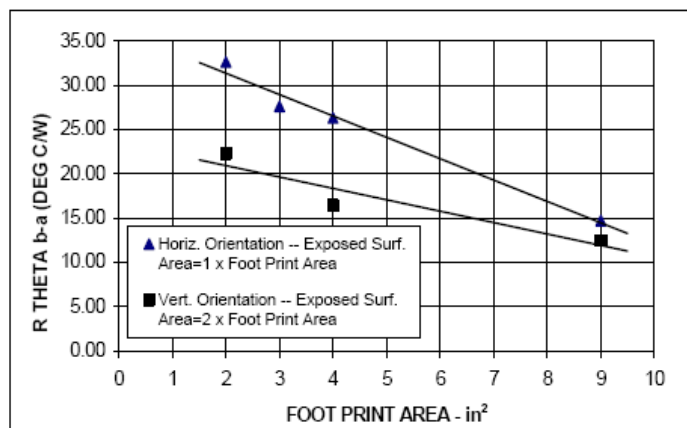 35.00
30.00
25.00
20.00
15.00
10.00
5.00
0.00
R THETA b-a (DEG C/W)
Horiz. Orientation -- Exposed Surf.
Area=1 x Foot Print Area
Vert. Orientation -- Exposed Surf.
Area=2 x Foot Print Area
0 1 2 3 4 5 6 7 8 9 10
FOOT PRINT AREA - in²